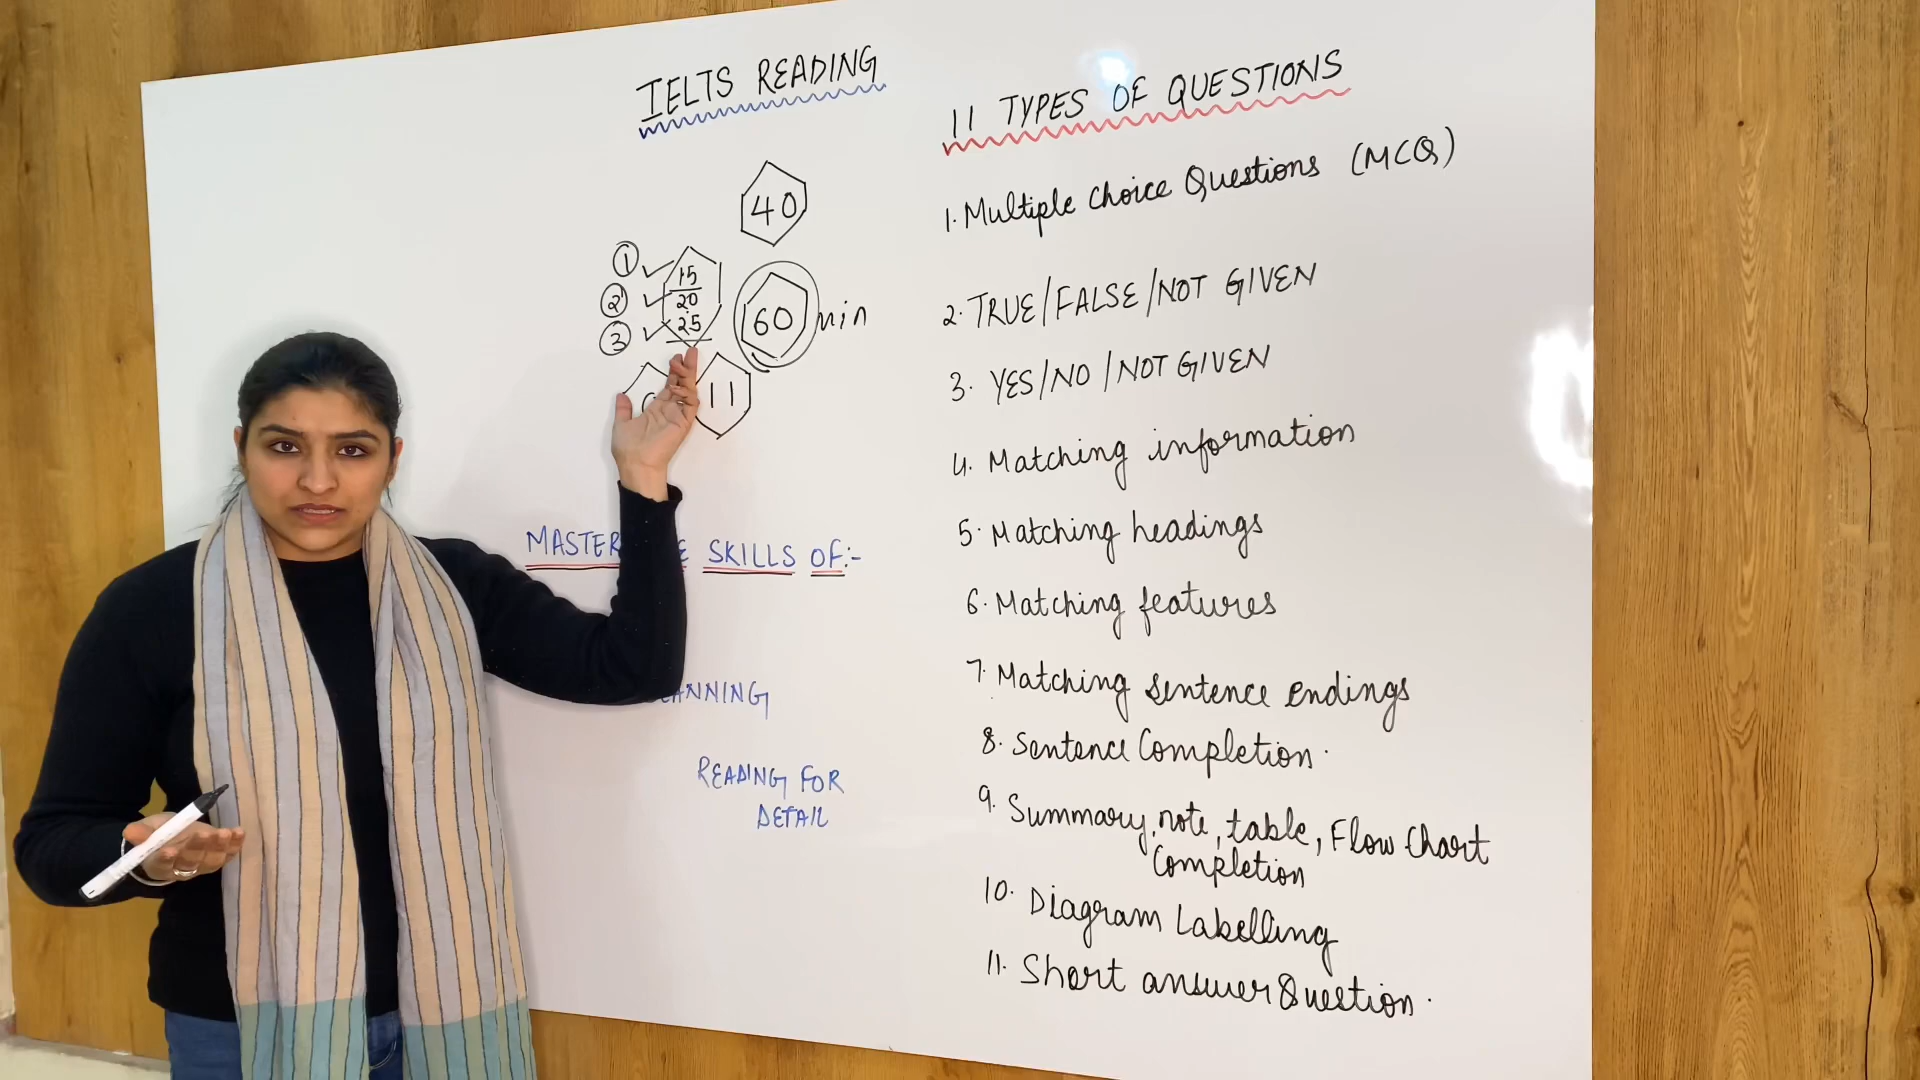 IELTS READING
40
1 15
2 20
3 25
60 min
11
MASTER SKILLS OF:-
READING FOR
DETAIL
11 TYPES OF QUESTIONS
1. Multiple Choice Questions (MCQ)
2. TRUE/FALSE/NOT GIVEN
3. YES/NO/NOT GIVEN
4. Matching information
5. Matching headings
6. Matching features
7. Matching sentence endings
8. Sentence Completion.
9. Summary, note, table, Flow Chart
Completion
10. Diagram Labelling
11. Short answer Question.